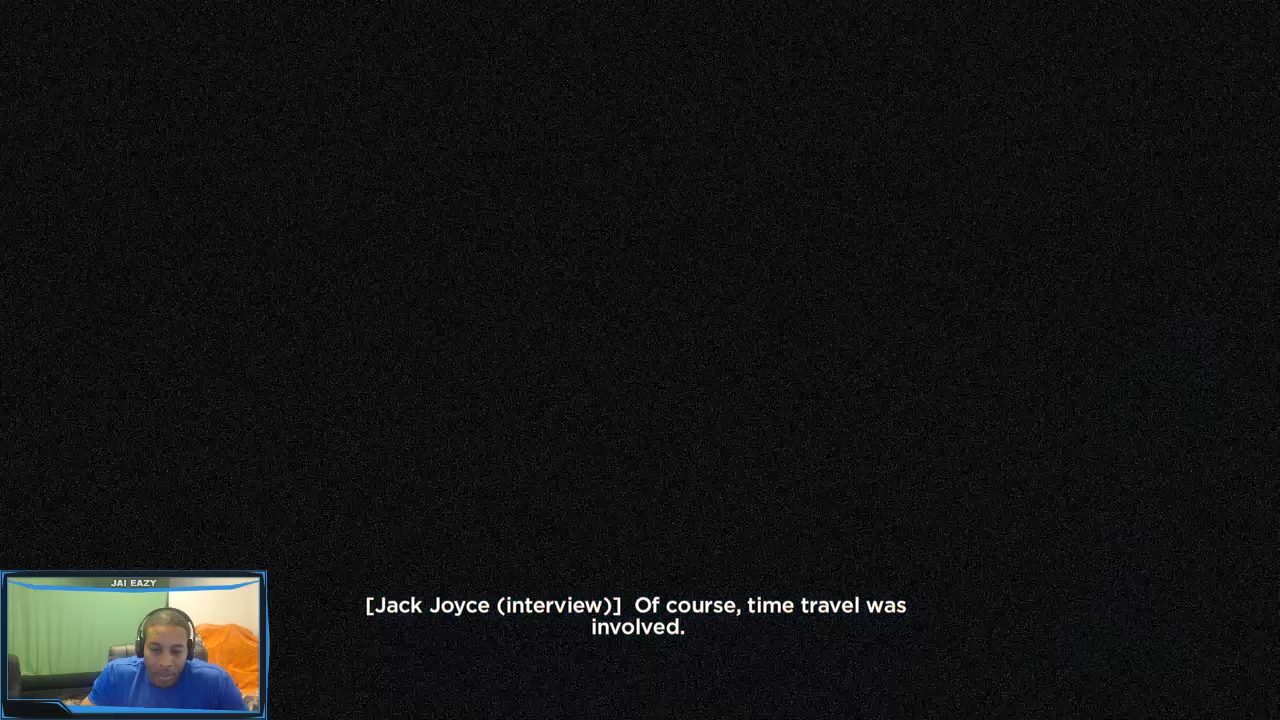 JAI EAZY
[Jack Joyce (interview)] Of course, time travel was
involved.